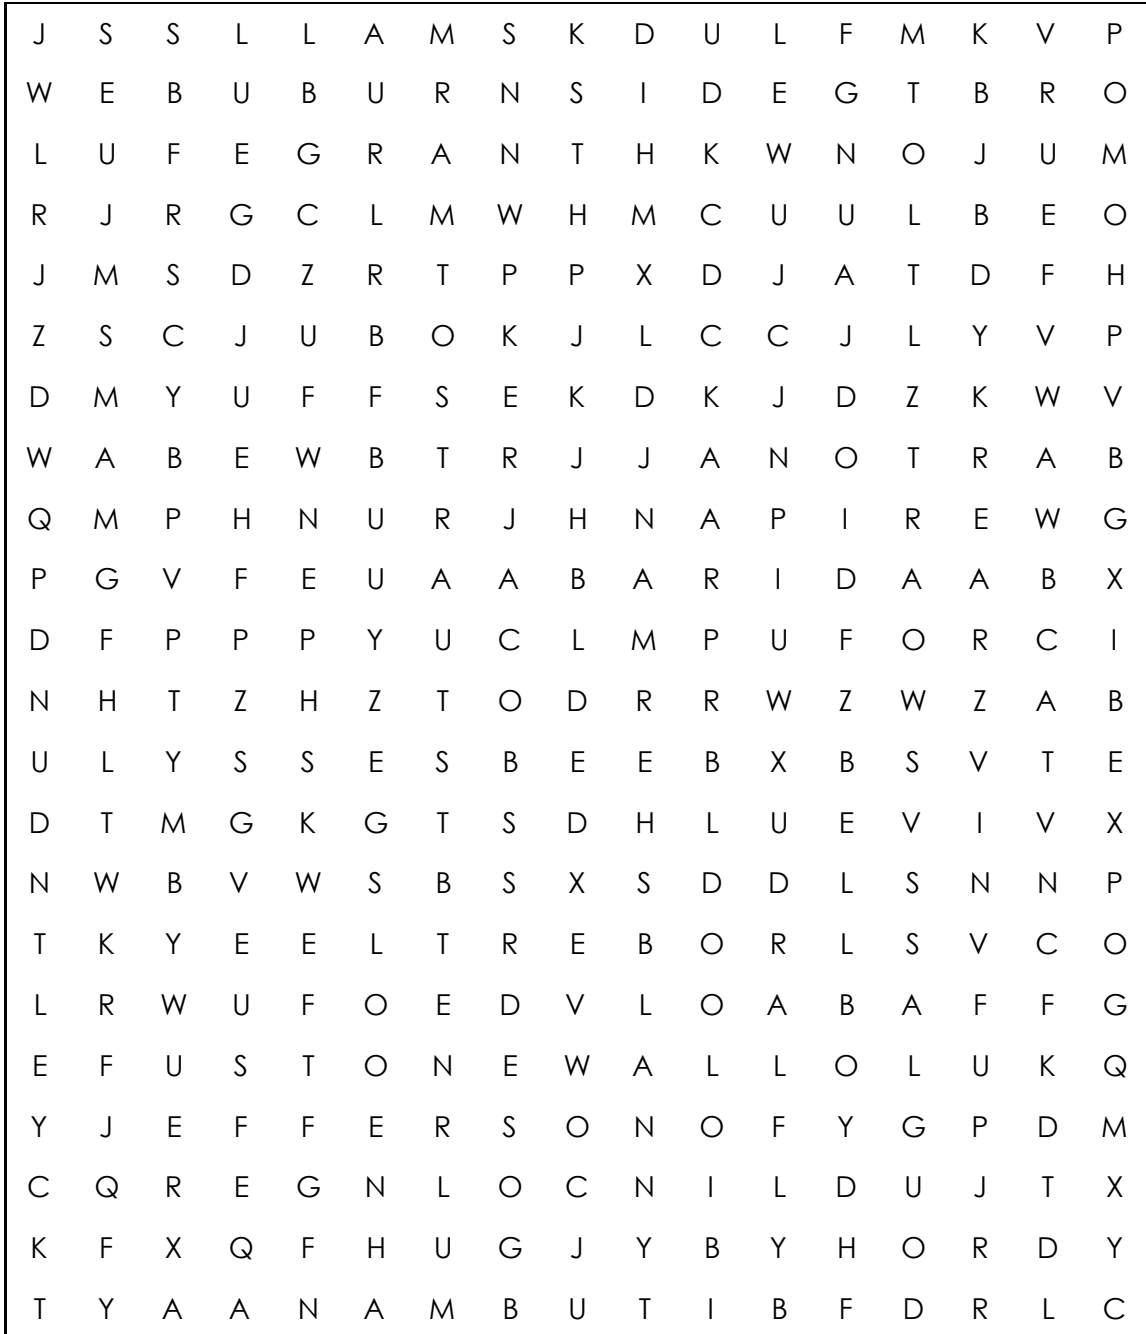 J S S L L A M S K D U L F M K V P
W E B U B U R N S I D E G T B R O
L U F E G R A N T H K W N O J U M
R J R G C L M W H M C U U L B E O
J M S D Z R T P P X D J A T D F H
Z S C J U B O K J L C C J L Y V P
D M Y U F F S E K D K J D Z K W V
W A B E W B T R J J A N O T R A B
Q M P H N U R J H N A P I R E W G
P G V F E U A A B A R I D A A B X
D F P P P Y U C L M P U F O R C I
N H T Z H Z T O D R R W Z W Z A B
U L Y S S E S B E E B X B S V T E
D T M G K G T S D H L U E V I V X
N W B V W S B S X S D D L S N N P
T K Y E E L T R E B O R L S V C O
L R W U F O E D V L O A B A F F G
E F U S T O N E W A L L O L U K Q
Y J E F F E R S O N O F Y G P D M
C Q R E G N L O C N I L D U J T X
K F X Q F H U G J Y B Y H O R D Y
T Y A A N A M B U T I B F D R L C